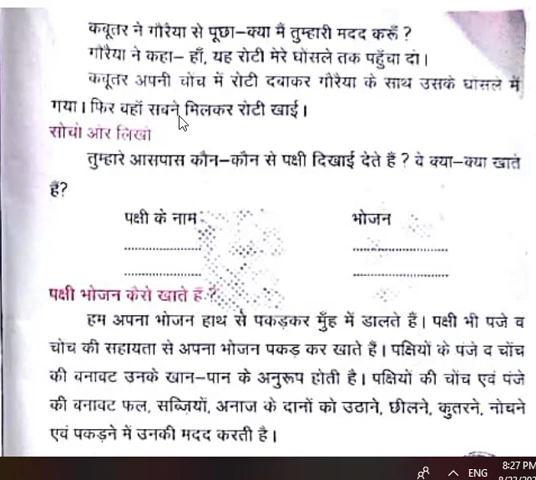 कबूतर ने गौरैया से पूछा–क्या मैं तुम्हारी मदद करूँ ?
गौरैया ने कहा– हाँ, यह रोटी मेरे घोंसले तक पहुँचा दो।
कबूतर अपनी चोंच में रोटी दबाकर गौरैया के साथ उसके घोंसले में
गया। फिर वहाँ सबने मिलकर रोटी खाई।
सोचो और लिखो
तुम्हारे आसपास कौन–कौन से पक्षी दिखाई देते हैं ? वे क्या–क्या खाते
हैं?
पक्षी के नाम भोजन
........................ ........................
........................ ........................
पक्षी भोजन कैसे खाते हैं ?
हम अपना भोजन हाथ से पकड़कर मुँह में डालते हैं। पक्षी भी पंजे व
चोंच की सहायता से अपना भोजन पकड़ कर खाते हैं। पक्षियों के पंजे व चोंच
की बनावट उनके खान–पान के अनुरूप होती है। पक्षियों की चोंच एवं पंजे
की बनावट फल, सब्ज़ियों, अनाज के दानों को उठाने, छीलने, कुतरने, नोचने
एवं पकड़ने में उनकी मदद करती है।
ENG
8:27 PM